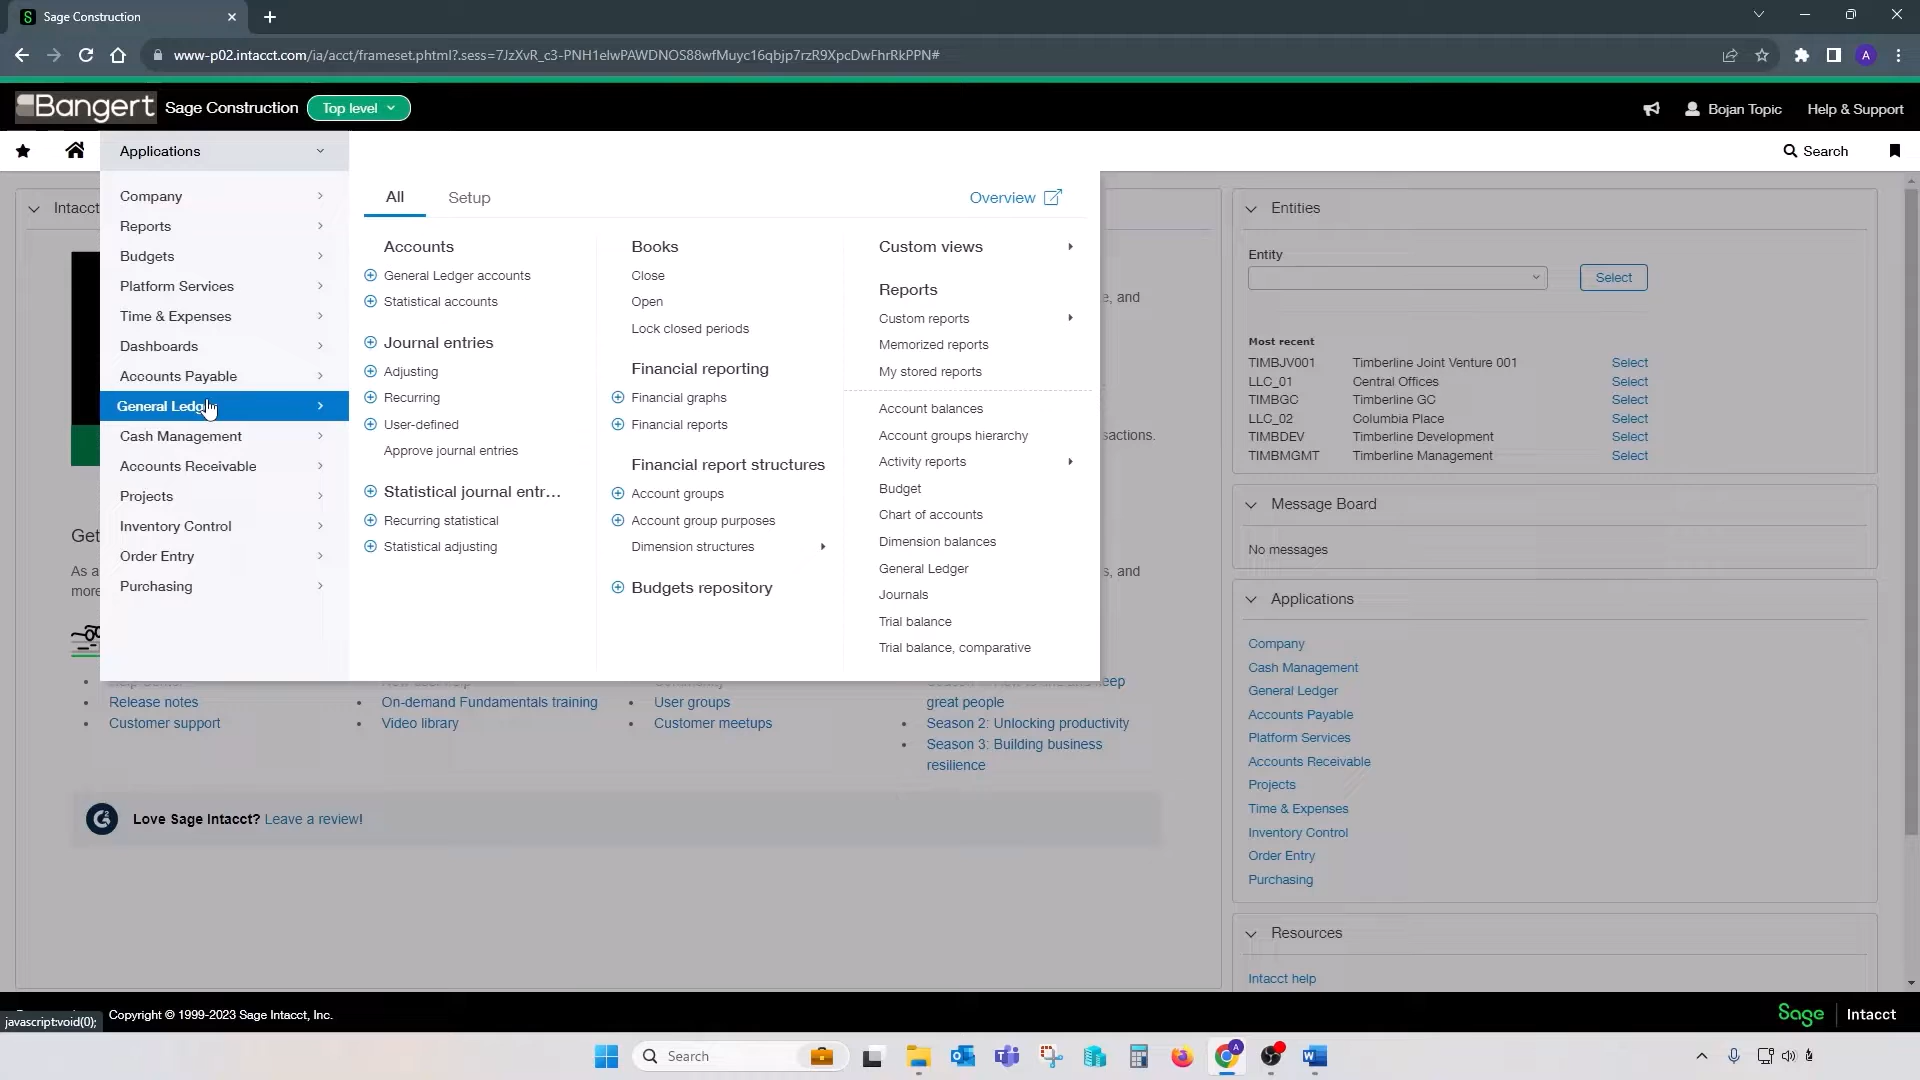 Sage Construction
www-p02.intacct.com/ia/acct/frameset.phtml?.sess=7JzXvR_c3-PNH1elwPAWDNOS88wfMuyc16qbjp7rzR9XpcDwFhrRkPPN#
A
Bangert
Sage Construction
Top level
Bojan Topic
Help & Support
Applications
Search
Company
Reports
Budgets
Platform Services
Time & Expenses
Dashboards
Accounts Payable
General Ledg
Cash Management
Accounts Receivable
Projects
Inventory Control
Order Entry
Purchasing
All
Setup
Overview
Accounts
General Ledger accounts
Statistical accounts
Journal entries
Adjusting
Recurring
User-defined
Approve journal entries
Statistical journal entr...
Recurring statistical
Statistical adjusting
Books
Close
Open
Lock closed periods
Financial reporting
Financial graphs
Financial reports
Financial report structures
Account groups
Account group purposes
Dimension structures
Budgets repository
Custom views
Reports
Custom reports
Memorized reports
My stored reports
Account balances
Account groups hierarchy
Activity reports
Budget
Chart of accounts
Dimension balances
General Ledger
Journals
Trial balance
Trial balance, comparative
Intacct
e, and
sactions.
Get
As a
s, and
more
Release notes
Customer support
On-demand Fundamentals training
Video library
User groups
Customer meetups
eep
great people
Season 2: Unlocking productivity
Season 3: Building business
resilience
Love Sage Intacct? Leave a review!
Entities
Entity
Select
Most recent
TIMBJV001 Timberline Joint Venture 001 Select
LLC_01 Central Offices Select
TIMBGC Timberline GC Select
LLC_02 Columbia Place Select
TIMBDEV Timberline Development Select
TIMBMGMT Timberline Management Select
Message Board
No messages
Applications
Company
Cash Management
General Ledger
Accounts Payable
Platform Services
Accounts Receivable
Projects
Time & Expenses
Inventory Control
Order Entry
Purchasing
Resources
Intacct help
javascript:void(0);
Copyright © 1999-2023 Sage Intacct, Inc.
Sage Intacct
Search